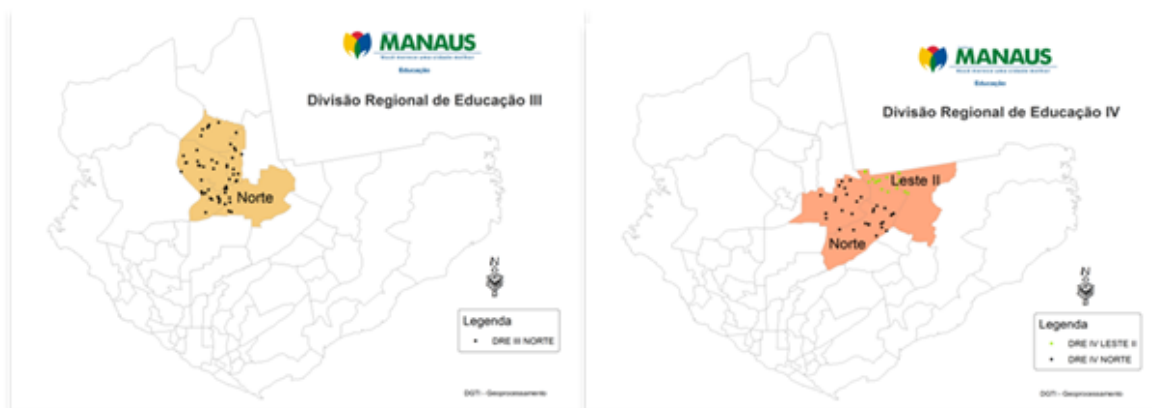 MANAUS
Educação
Divisão Regional de Educação III
Norte
N
Legenda
DRE III NORTE
DGTI - Geoprocessamento
MANAUS
Educação
Divisão Regional de Educação IV
Leste II
Norte
N
Legenda
DRE IV LESTE II
DRE IV NORTE
DGTI - Geoprocessamento